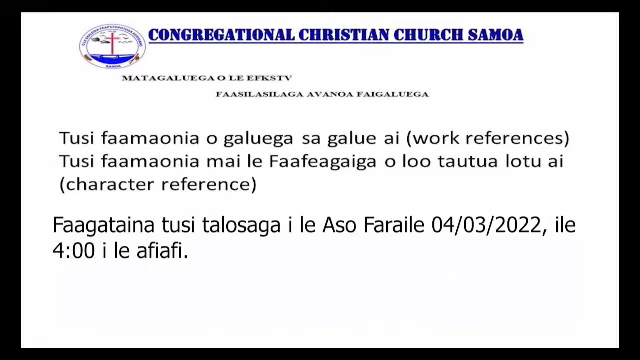 CONGREGATIONAL CHRISTIAN CHURCH SAMOA
MATAGALUEGA O LE EFKSTV
FAASILASILAGA AVANOA FAIGALUEGA
Tusi faamaonia o galuega sa galue ai (work references)
Tusi faamaonia mai le Faafeagaiga o loo tautua lotu ai
(character reference)
Faagataina tusi talosaga i le Aso Faraile 04/03/2022, ile
4:00 i le afiafi.